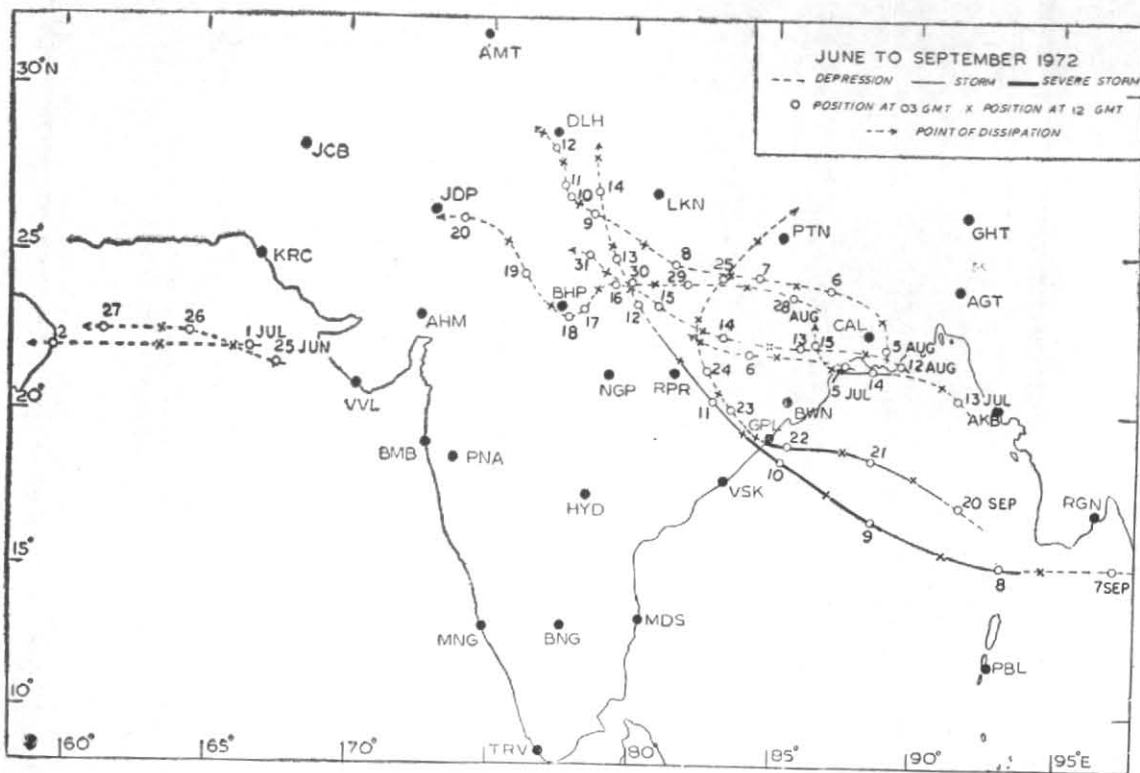 AMT
JUNE TO SEPTEMBER 1972
DEPRESSION STORM SEVERE STORM
O POSITION AT 03 GMT X POSITION AT 12 GMT
POINT OF DISSIPATION
30°N
DLH
JCB
12
11
10
14
LKN
JDP
9
20
PTN
GHT
25°
KRC
8
25
7
6
31
13
30
29
19
16
15
28
AUG
AGT
27
26
BHP
18
17
12
CAL
2
1 JUL
25 JUN
AHM
14
13
15
5 AUG
6
12 AUG
VVL
NGP
RPR
24
5 JUL
14
13 JUL
20°
11
23
BWN
AKB
GPL
22
BMB
PNA
10
21
VSK
20 SEP
HYD
RGN
9
15°
8
7 SEP
MNG
BNG
MDS
PBL
10°
TRV
60°
165°
170°
80°
85°
90°
95°E